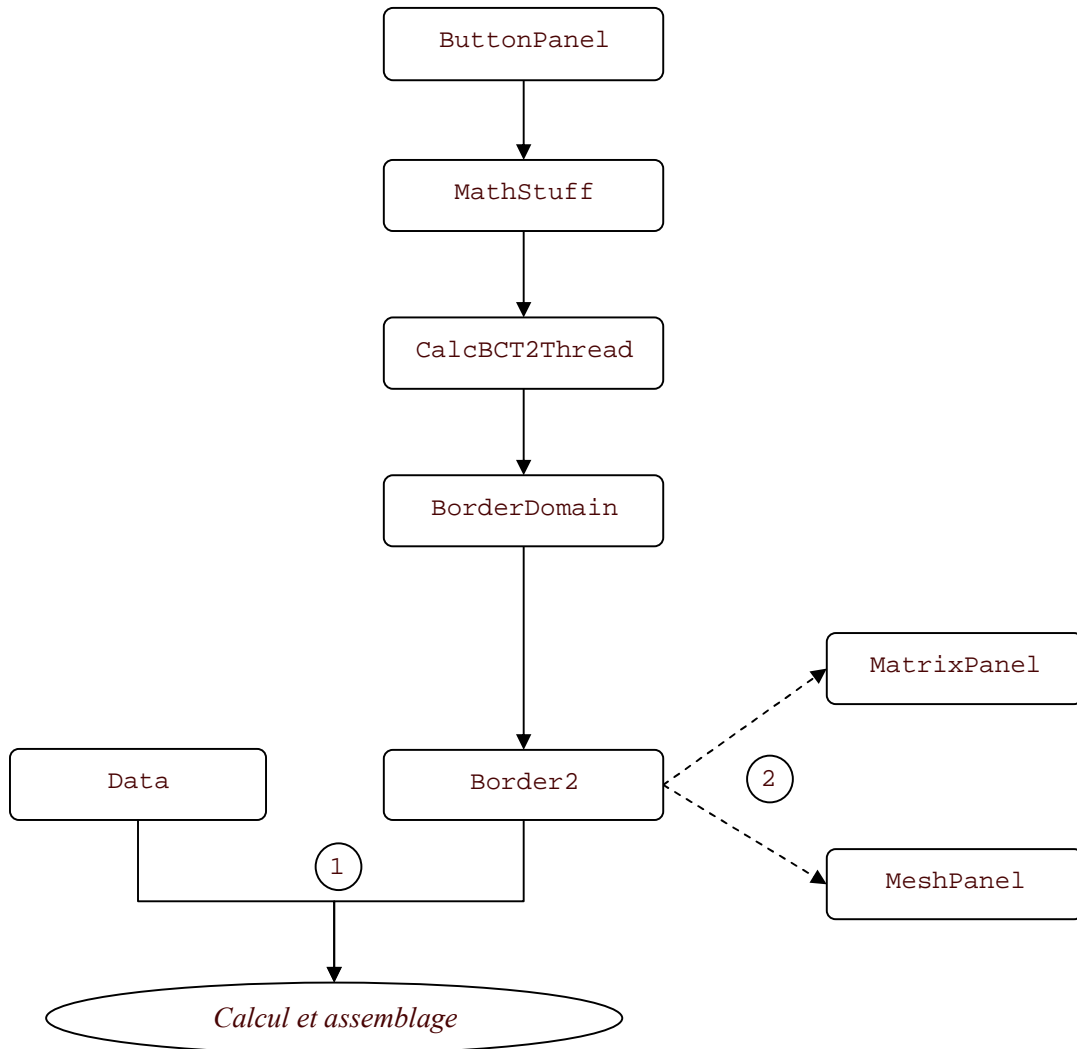 ButtonPanel
MathStuff
CalcBCT2Thread
BorderDomain
MatrixPanel
Data
Border2
2
1
MeshPanel
Calcul et assemblage